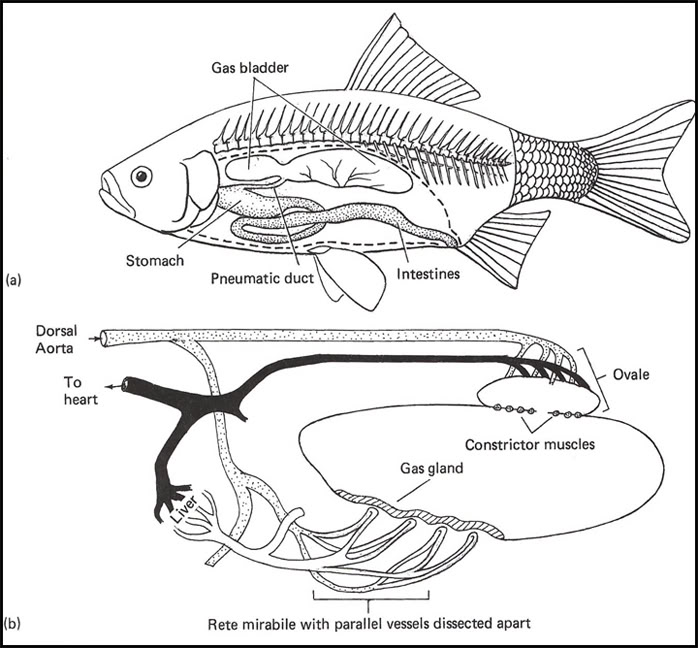 Gas bladder
Stomach
Pneumatic duct
Intestines
(a)
Dorsal
Aorta
To
heart
Ovale
Constrictor muscles
Gas gland
Liver
(b)
Rete mirabile with parallel vessels dissected apart